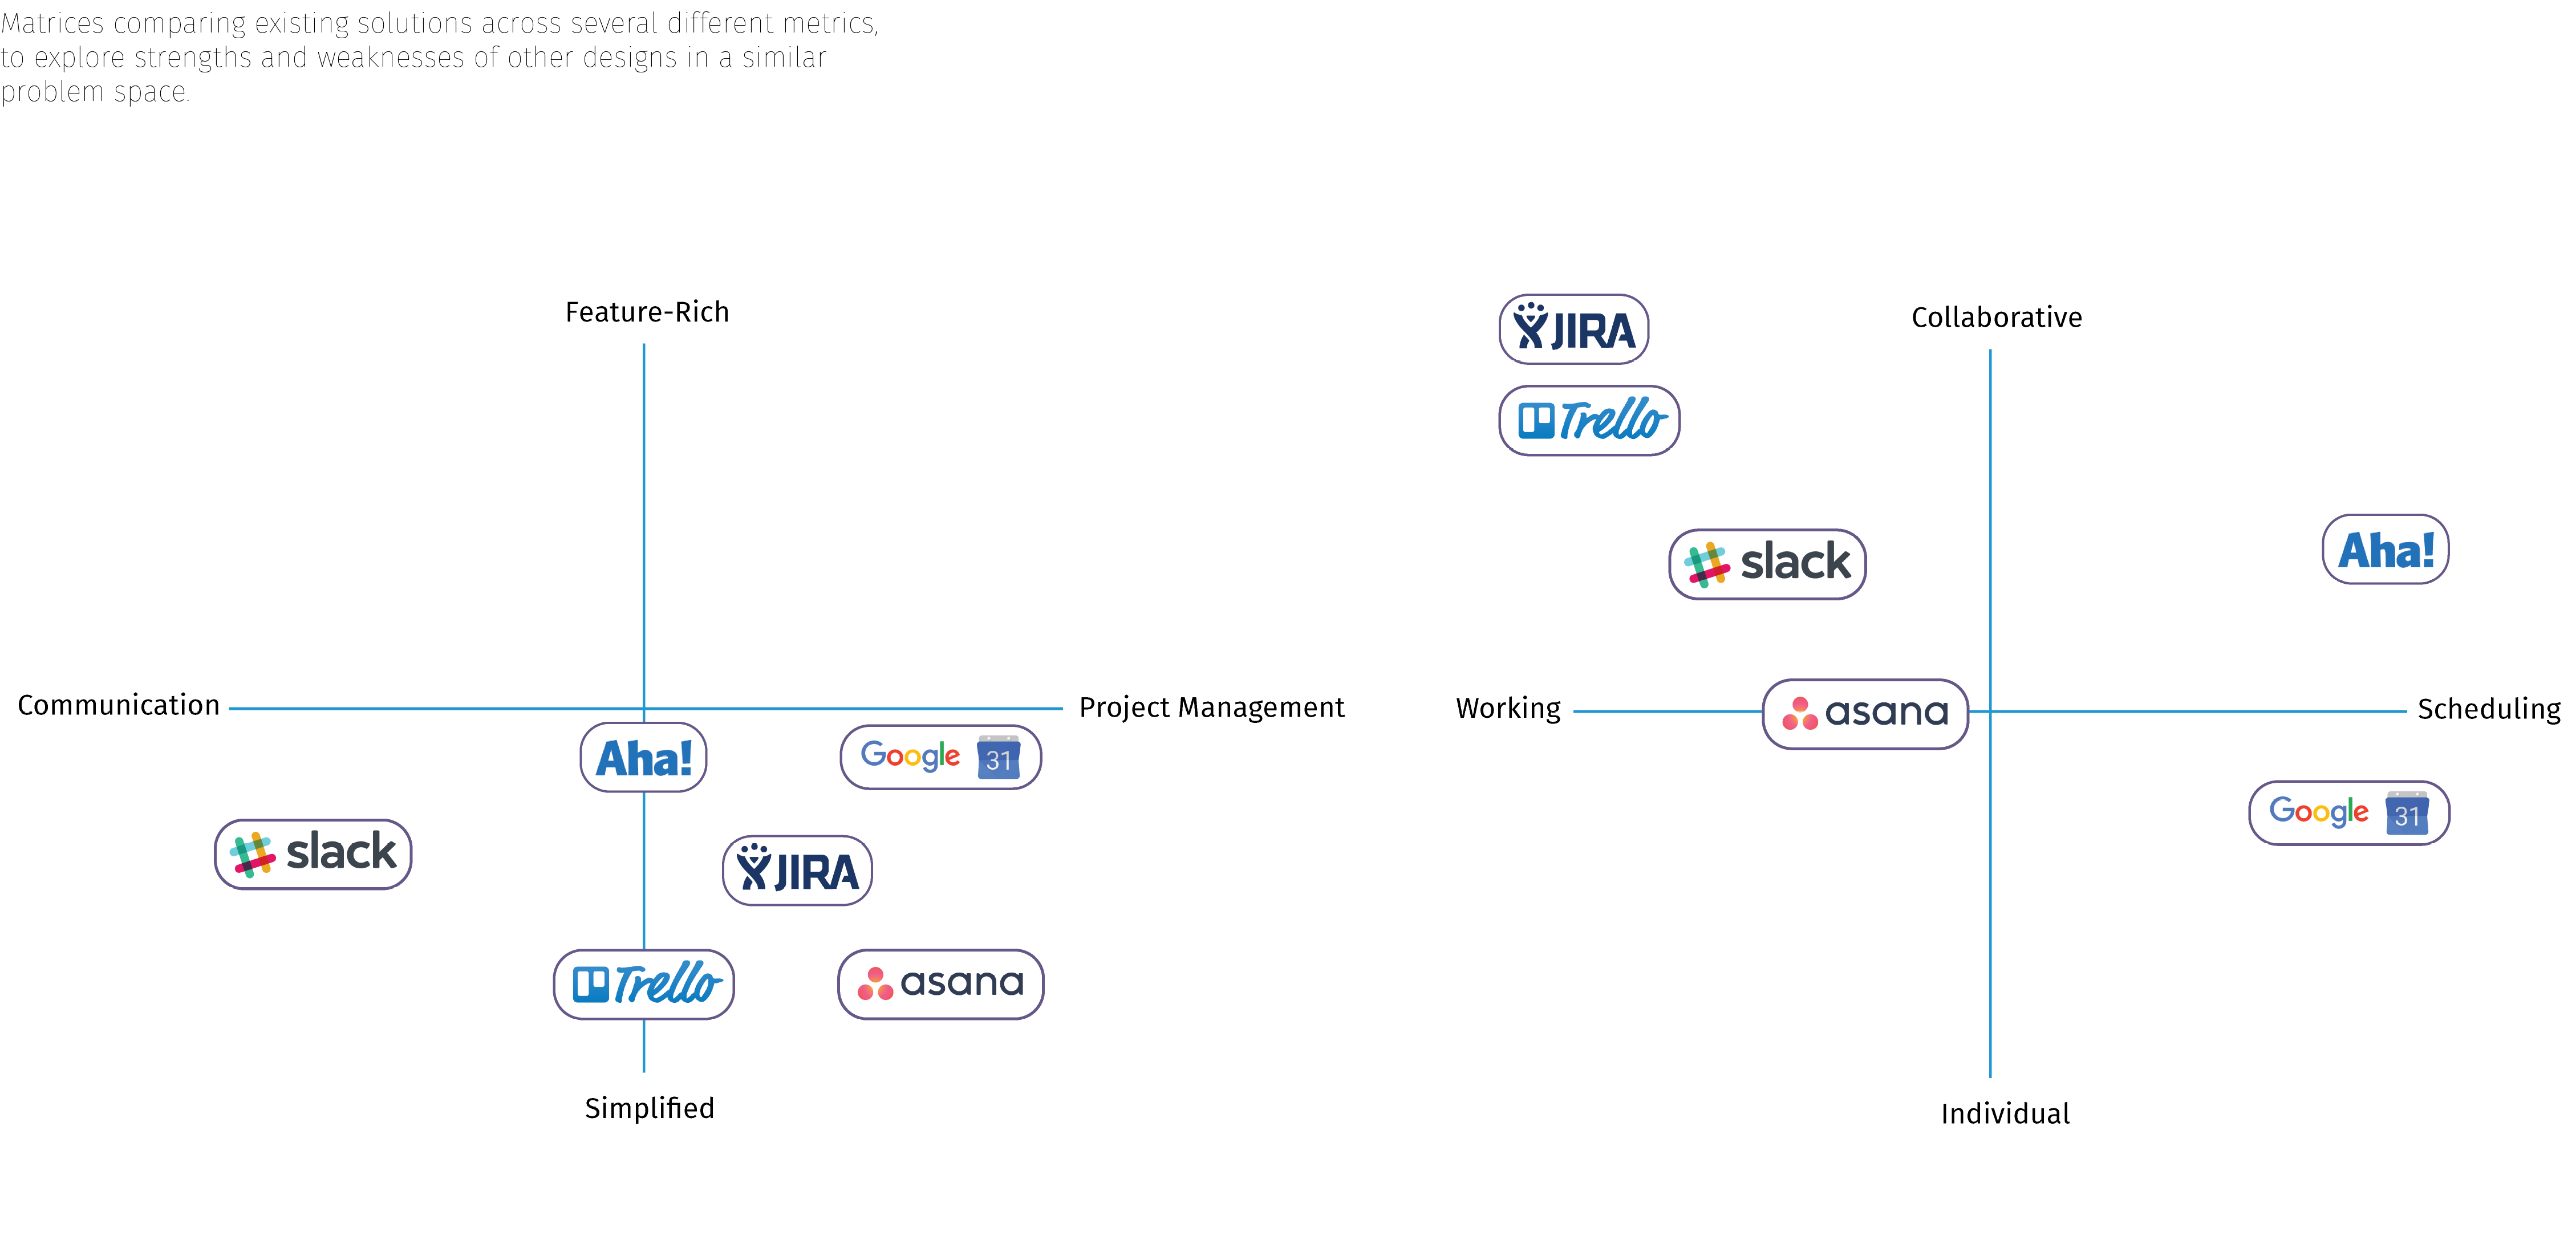 Matrices comparing existing solutions across several different metrics,
to explore strengths and weaknesses of other designs in a similar
problem space.
Feature-Rich
Communication
Project Management
Aha!
Google 31
slack
JIRA
Trello
asana
Simplified
JIRA
Collaborative
Trello
slack
Aha!
Working
asana
Scheduling
Google 31
Individual